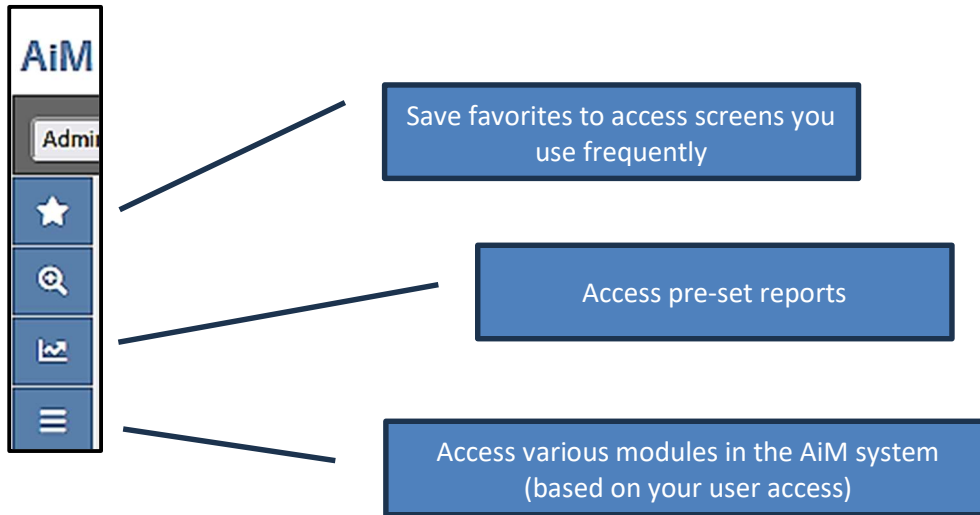 AiM
Admi
Save favorites to access screens you
use frequently
Access pre-set reports
Access various modules in the AiM system
(based on your user access)